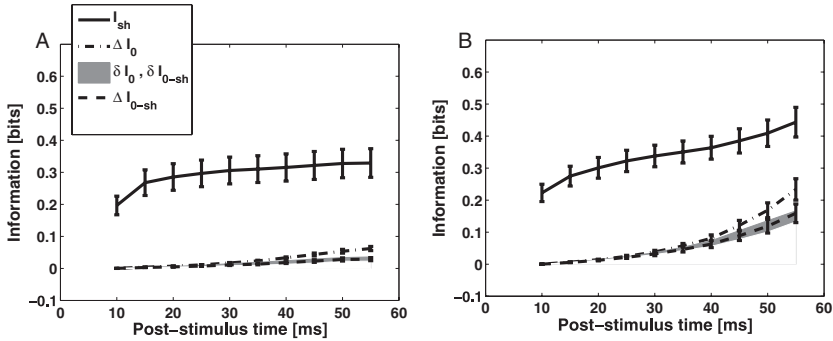 A
I_sh
Δ I_0
δ I_0 , δ I_0-sh
Δ I_0-sh
Information [bits]
0.6
0.5
0.4
0.3
0.2
0.1
0
−0.1
0 10 20 30 40 50 60
Post−stimulus time [ms]
B
Information [bits]
0.7
0.6
0.5
0.4
0.3
0.2
0.1
0
−0.1
0 10 20 30 40 50 60
Post−stimulus time [ms]